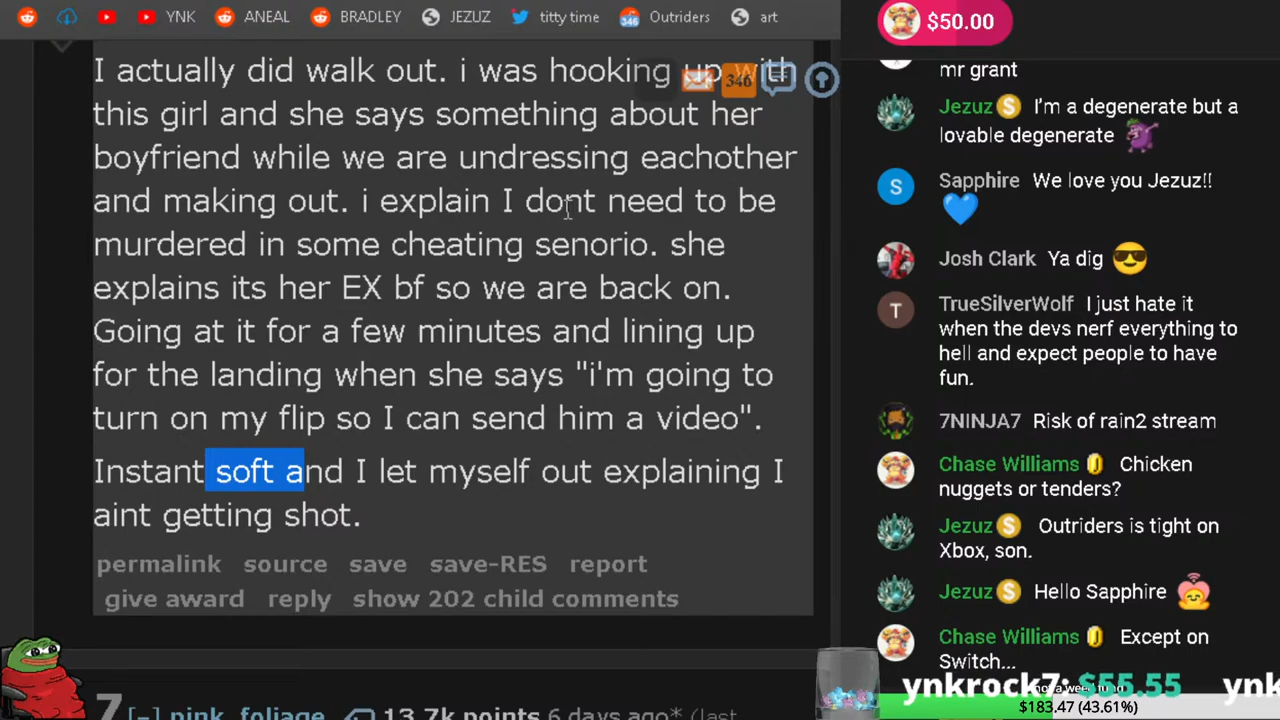 YNK
ANEAL
BRADLEY
JEZUZ
titty time
346
Outriders
art
I actually did walk out. i was hooking up with
346
this girl and she says something about her
boyfriend while we are undressing eachother
and making out. i explain I dont need to be
murdered in some cheating senorio. she
explains its her EX bf so we are back on.
Going at it for a few minutes and lining up
for the landing when she says "i'm going to
turn on my flip so I can send him a video".
Instant soft and I let myself out explaining I
aint getting shot.
permalink source save save-RES report
give award reply show 202 child comments
7 [-] pink_foliage 13.7k points 6 days ago* (last
$50.00
mr grant
Jezuz S I'm a degenerate but a
lovable degenerate
S
Sapphire We love you Jezuz!!
Josh Clark Ya dig
T
TrueSilverWolf I just hate it
when the devs nerf everything to
hell and expect people to have
fun.
7NINJA7 Risk of rain2 stream
Chase Williams Chicken
nuggets or tenders?
Jezuz S Outriders is tight on
Xbox, son.
Jezuz S Hello Sapphire
Chase Williams Except on
Switch...
ynkrock7: $55.55 ynk
$183.47 (43.61%)